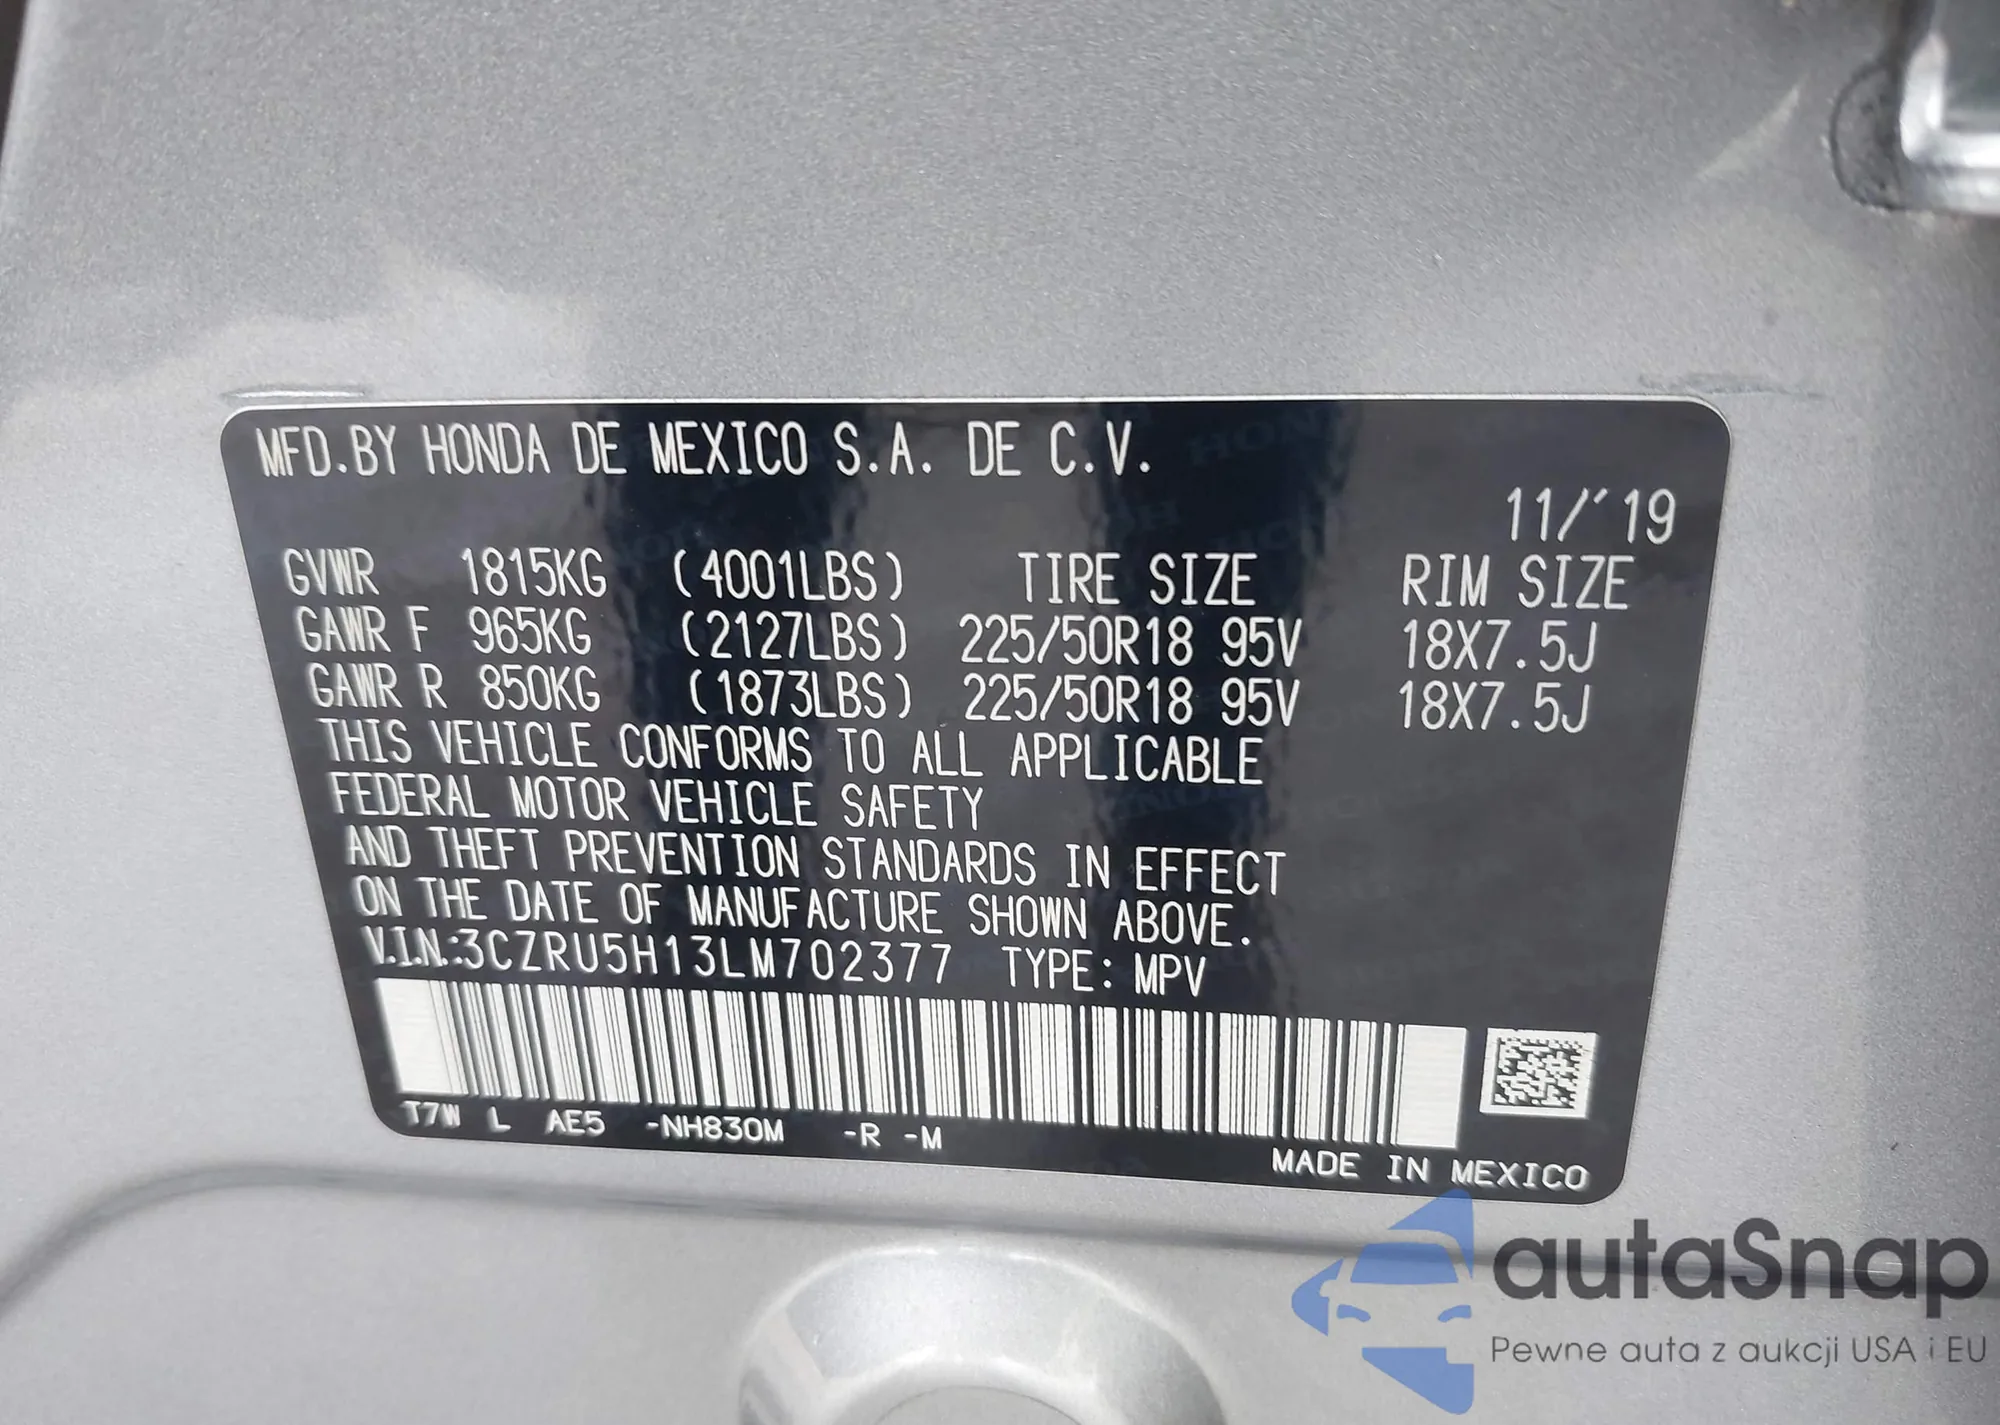 MFD.BY HONDA DE MEXICO S.A. DE C.V.
11/'19
GVWR 1815KG (4001LBS) TIRE SIZE RIM SIZE
GAWR F 965KG (2127LBS) 225/50R18 95V 18X7.5J
GAWR R 850KG (1873LBS) 225/50R18 95V 18X7.5J
THIS VEHICLE CONFORMS TO ALL APPLICABLE
FEDERAL MOTOR VEHICLE SAFETY
AND THEFT PREVENTION STANDARDS IN EFFECT
ON THE DATE OF MANUFACTURE SHOWN ABOVE.
V.I.N.:3CZRU5H13LM702377 TYPE: MPV
T7W L AE5 -NH830M -R -M
MADE IN MEXICO
autaSnap
Pewne auta z aukcji USA i EU